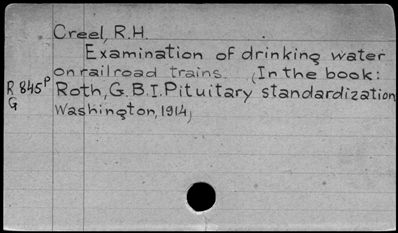 Creel, R.H.
Examination of drinking water
on railroad trains. (In the book:
R 845P Roth, G.B.I. Pituitary standardization
G Washington, 1914)